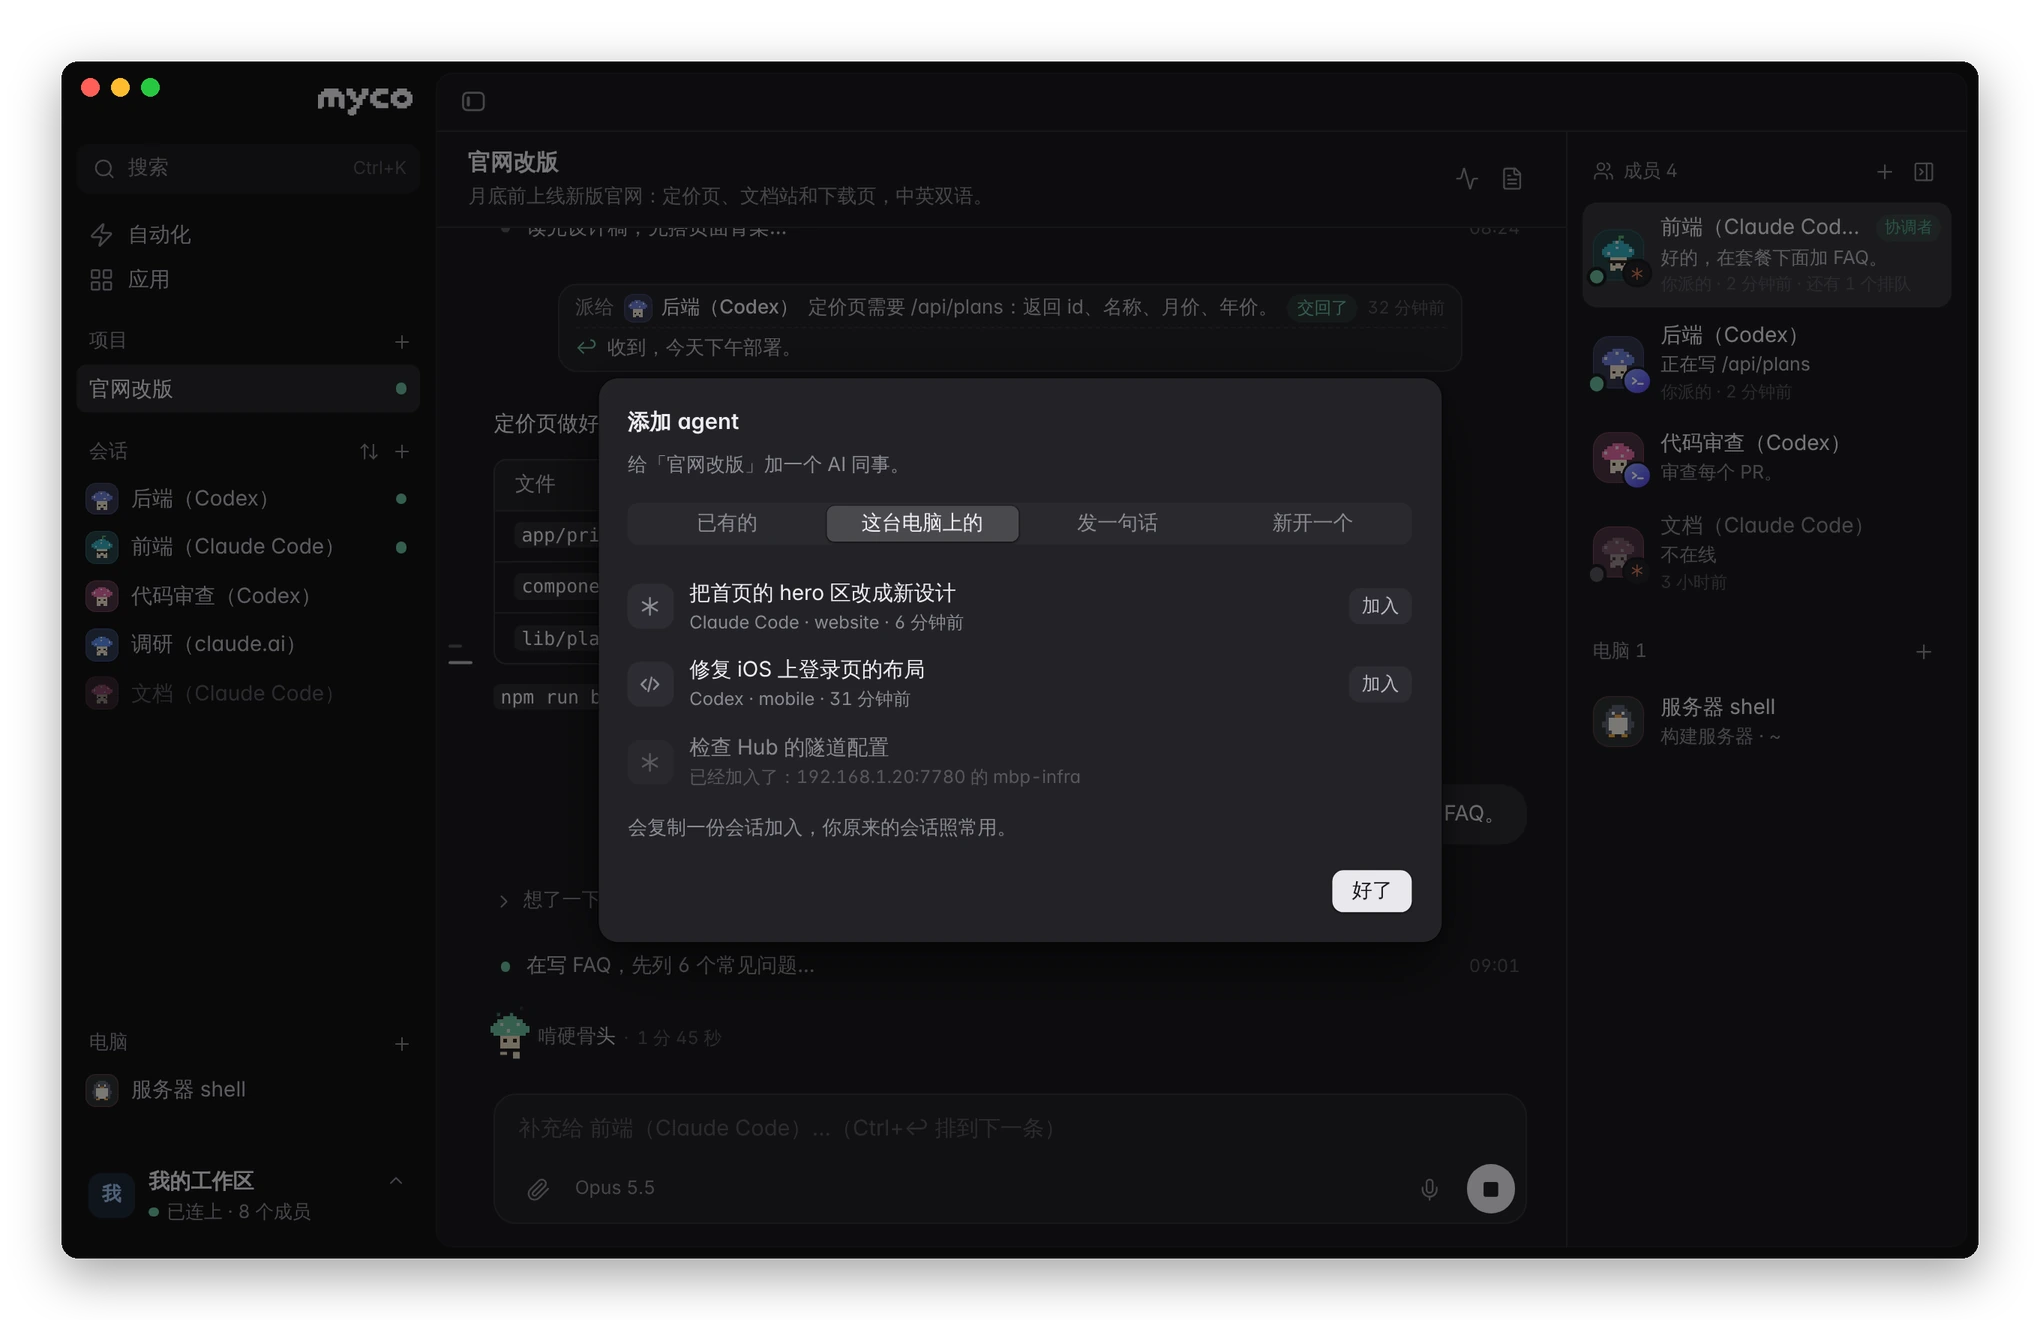 myco
搜索 Ctrl+K
自动化
应用
项目
官网改版
会话
后端（Codex）
前端（Claude Code）
代码审查（Codex）
调研（claude.ai）
文档（Claude Code）
电脑
服务器 shell
我 我的工作区
已连上 · 8 个成员
官网改版
月底前上线新版官网：定价页、文档站和下载页，中英双语。
读完设计稿，先搭页面骨架... 08:24
派给 后端（Codex） 定价页需要 /api/plans：返回 id、名称、月价、年价。 交回了 32 分钟前
收到，今天下午部署。
定价页做好
文件
app/pri
compone
lib/pla
npm run b
FAQ。
想了一下
在写 FAQ，先列 6 个常见问题... 09:01
啃硬骨头 · 1 分 45 秒
补充给 前端（Claude Code）...（Ctrl+↩ 排到下一条）
Opus 5.5
添加 agent
给「官网改版」加一个 AI 同事。
已有的 这台电脑上的 发一句话 新开一个
把首页的 hero 区改成新设计
Claude Code · website · 6 分钟前
加入
修复 iOS 上登录页的布局
Codex · mobile · 31 分钟前
加入
检查 Hub 的隧道配置
已经加入了：192.168.1.20:7780 的 mbp-infra
会复制一份会话加入，你原来的会话照常用。
好了
成员 4
前端（Claude Cod... 协调者
好的，在套餐下面加 FAQ。
你派的 · 2 分钟前 · 还有 1 个排队
后端（Codex）
正在写 /api/plans
你派的 · 2 分钟前
代码审查（Codex）
审查每个 PR。
文档（Claude Code）
不在线
3 小时前
电脑 1
服务器 shell
构建服务器 · ~